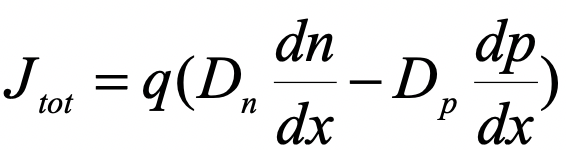 J_tot = q(D_n dn/dx − D_p dp/dx)